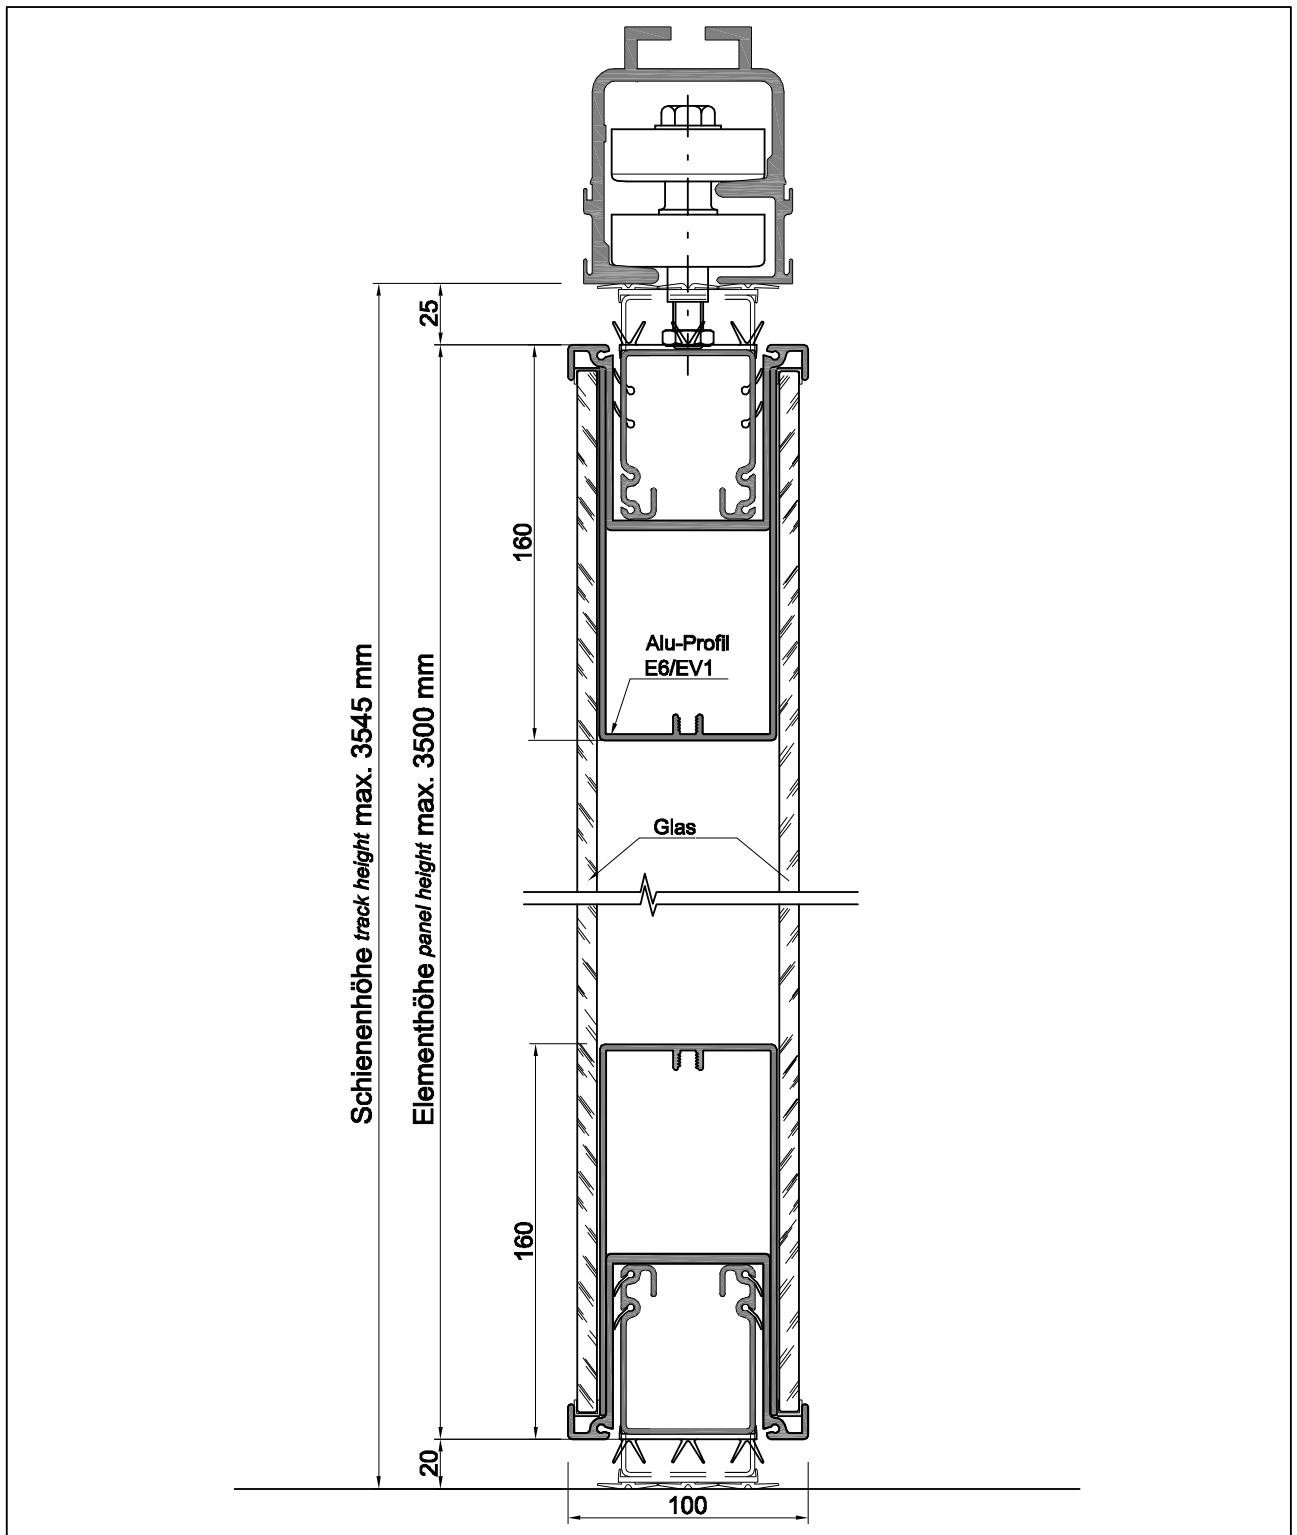 25
160
Alu-Profil
E6/EV1
Schienenhöhe track height max. 3545 mm
Elementhöhe panel height max. 3500 mm
Glas
160
20
100